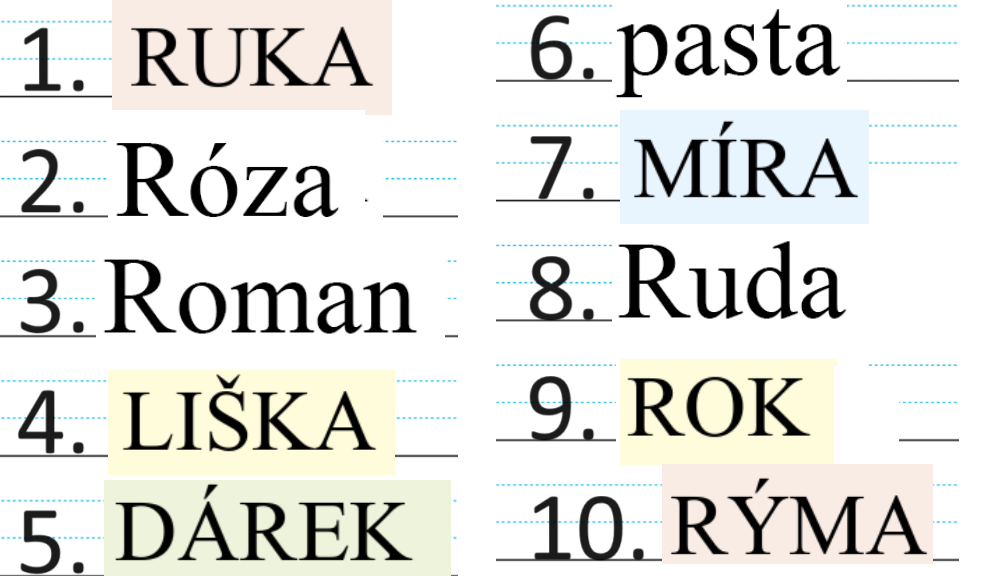 1. RUKA
2. Róza
3. Roman
4. LIŠKA
5. DÁREK
6. pasta
7. MÍRA
8. Ruda
9. ROK
10. RÝMA